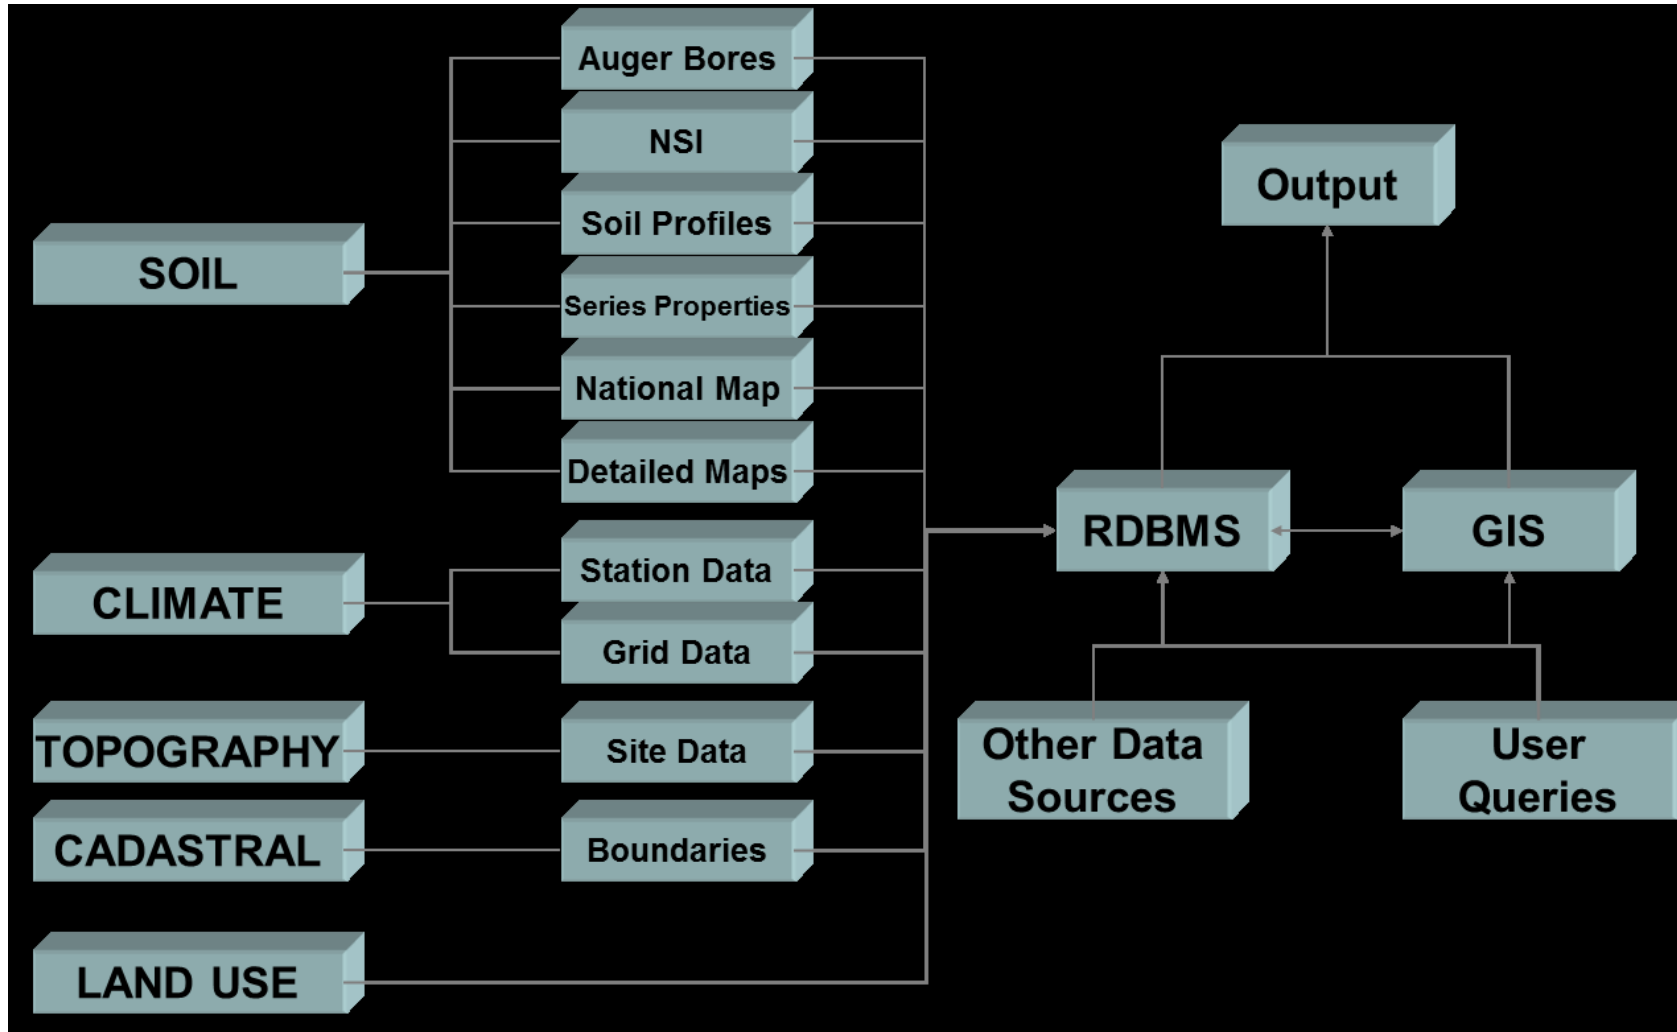 SOIL
CLIMATE
TOPOGRAPHY
CADASTRAL
LAND USE
Auger Bores
NSI
Soil Profiles
Series Properties
National Map
Detailed Maps
Station Data
Grid Data
Site Data
Boundaries
Output
RDBMS
GIS
Other Data
Sources
User
Queries